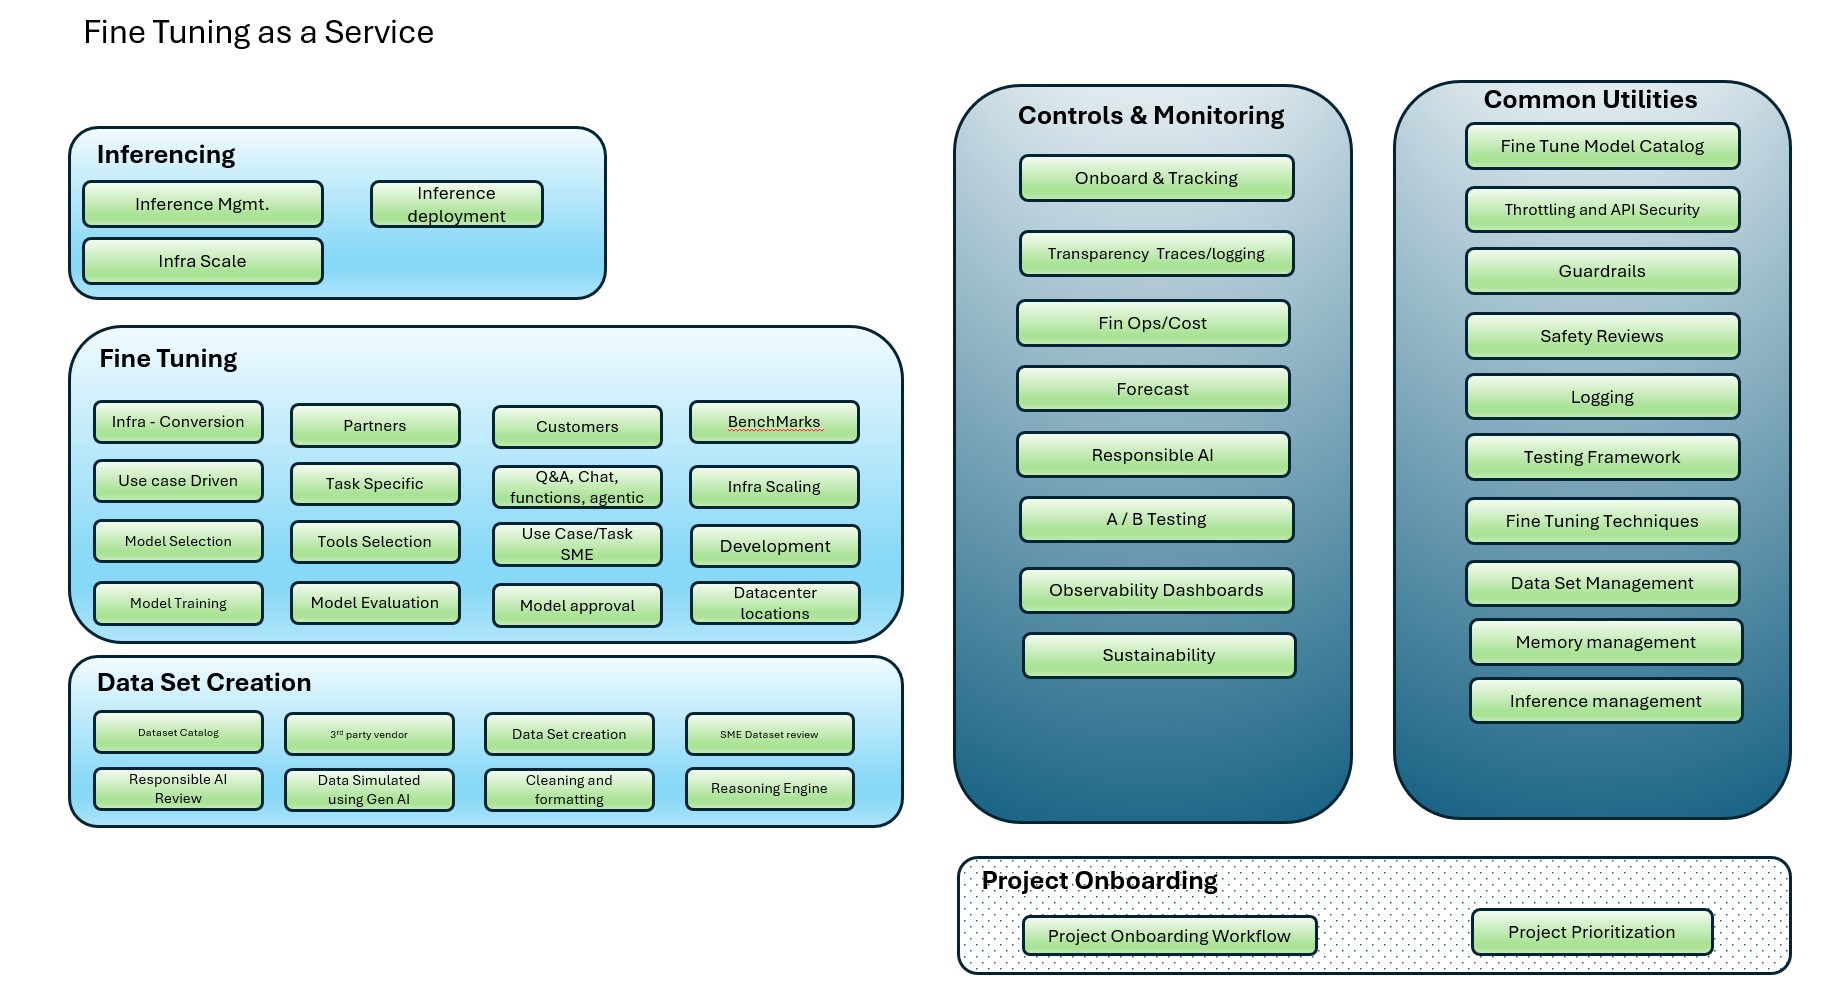 Fine Tuning as a Service
Inferencing
Inference Mgmt.
Inference
deployment
Infra Scale
Fine Tuning
Infra - Conversion
Partners
Customers
BenchMarks
Use case Driven
Task Specific
Q&A, Chat,
functions, agentic
Infra Scaling
Model Selection
Tools Selection
Use Case/Task
SME
Development
Model Training
Model Evaluation
Model approval
Datacenter
locations
Data Set Creation
Dataset Catalog
3rd party vendor
Data Set creation
SME Dataset review
Responsible AI
Review
Data Simulated
using Gen AI
Cleaning and
formatting
Reasoning Engine
Controls & Monitoring
Onboard & Tracking
Transparency  Traces/logging
Fin Ops/Cost
Forecast
Responsible AI
A / B Testing
Observability Dashboards
Sustainability
Common Utilities
Fine Tune Model Catalog
Throttling and API Security
Guardrails
Safety Reviews
Logging
Testing Framework
Fine Tuning Techniques
Data Set Management
Memory management
Inference management
Project Onboarding
Project Onboarding Workflow
Project Prioritization